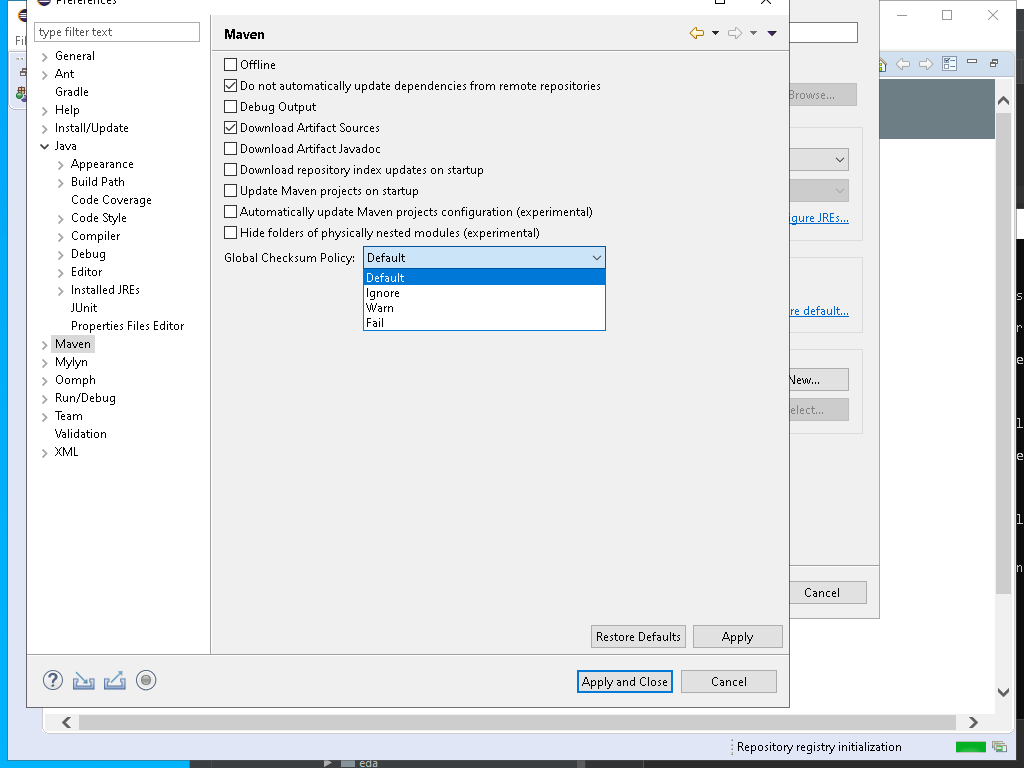 Preferences
type filter text
General
Ant
Gradle
Help
Install/Update
Java
Appearance
Build Path
Code Coverage
Code Style
Compiler
Debug
Editor
Installed JREs
JUnit
Properties Files Editor
Maven
Mylyn
Oomph
Run/Debug
Team
Validation
XML
Maven
Offline
Do not automatically update dependencies from remote repositories
Debug Output
Download Artifact Sources
Download Artifact Javadoc
Download repository index updates on startup
Update Maven projects on startup
Automatically update Maven projects configuration (experimental)
Hide folders of physically nested modules (experimental)
Global Checksum Policy: Default
Default
Ignore
Warn
Fail
Restore Defaults Apply
Apply and Close Cancel
Browse...
gure JREs...
re default...
New...
elect...
Cancel
Repository registry initialization
eda